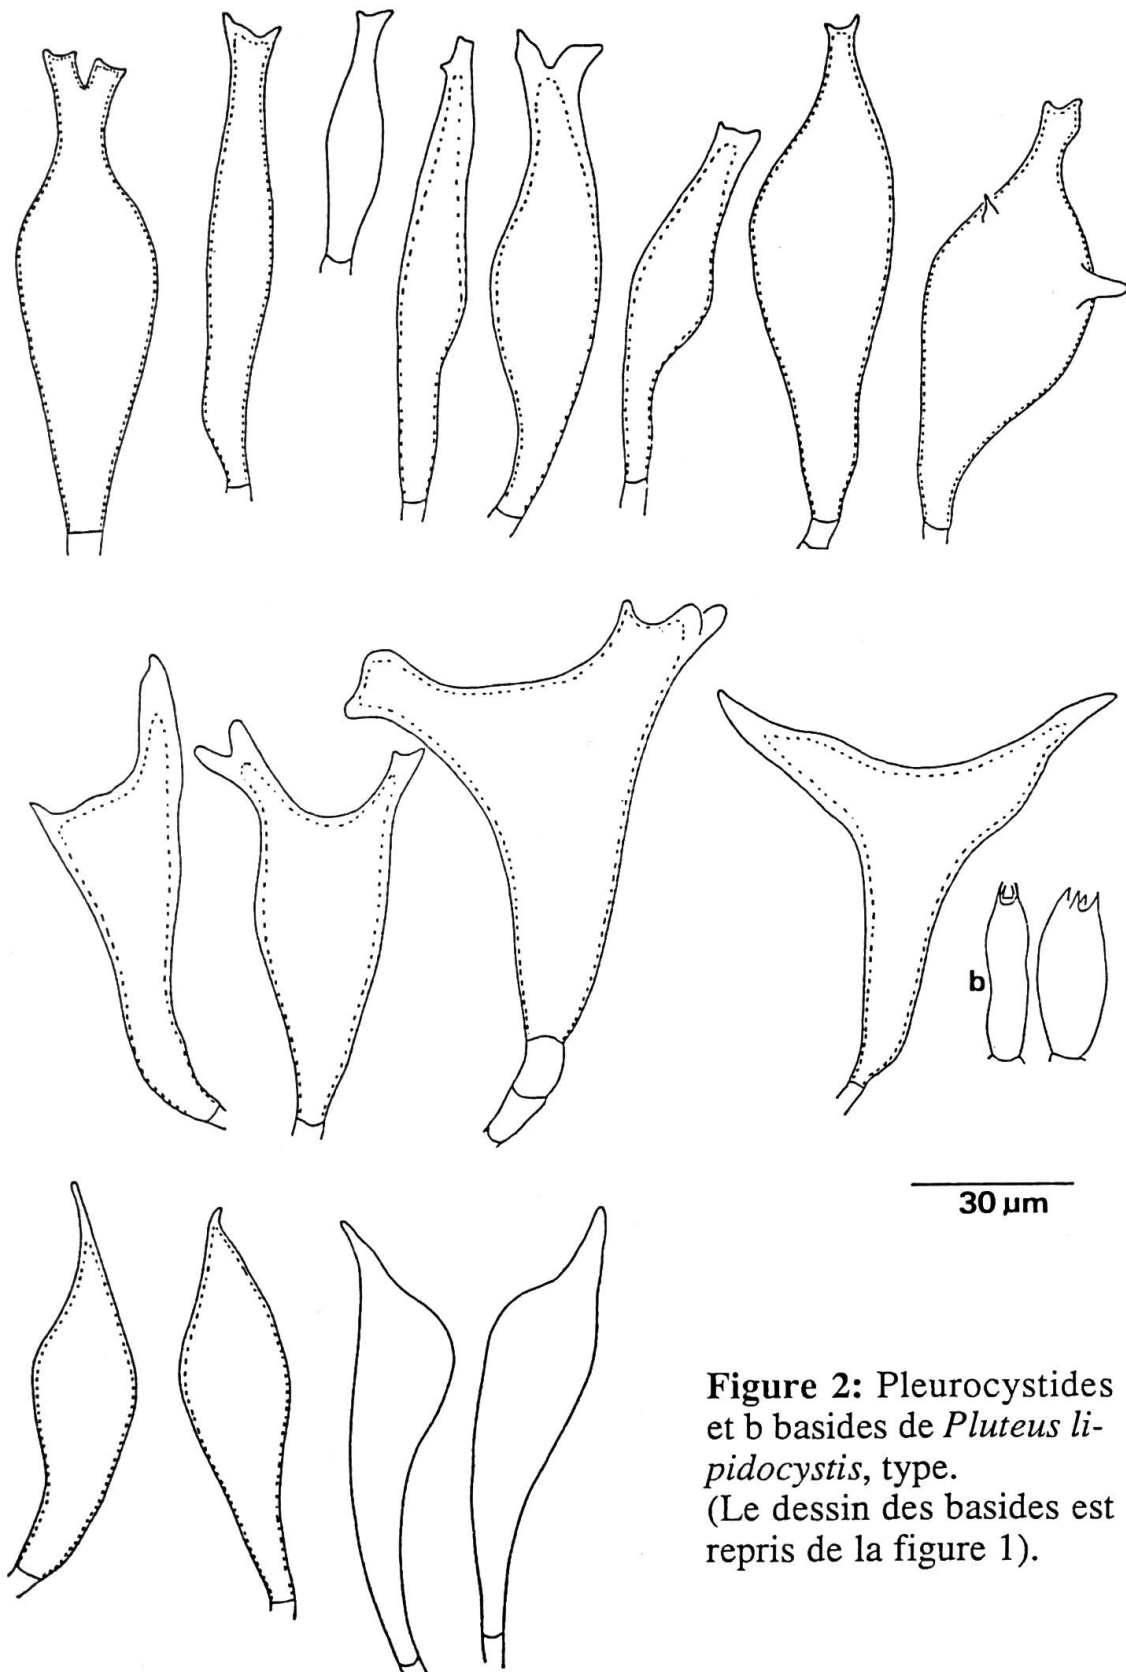 b
30 µm
Figure 2: Pleurocystides
et b basides de Pluteus li-
pidocystis, type.
(Le dessin des basides est
repris de la figure 1).